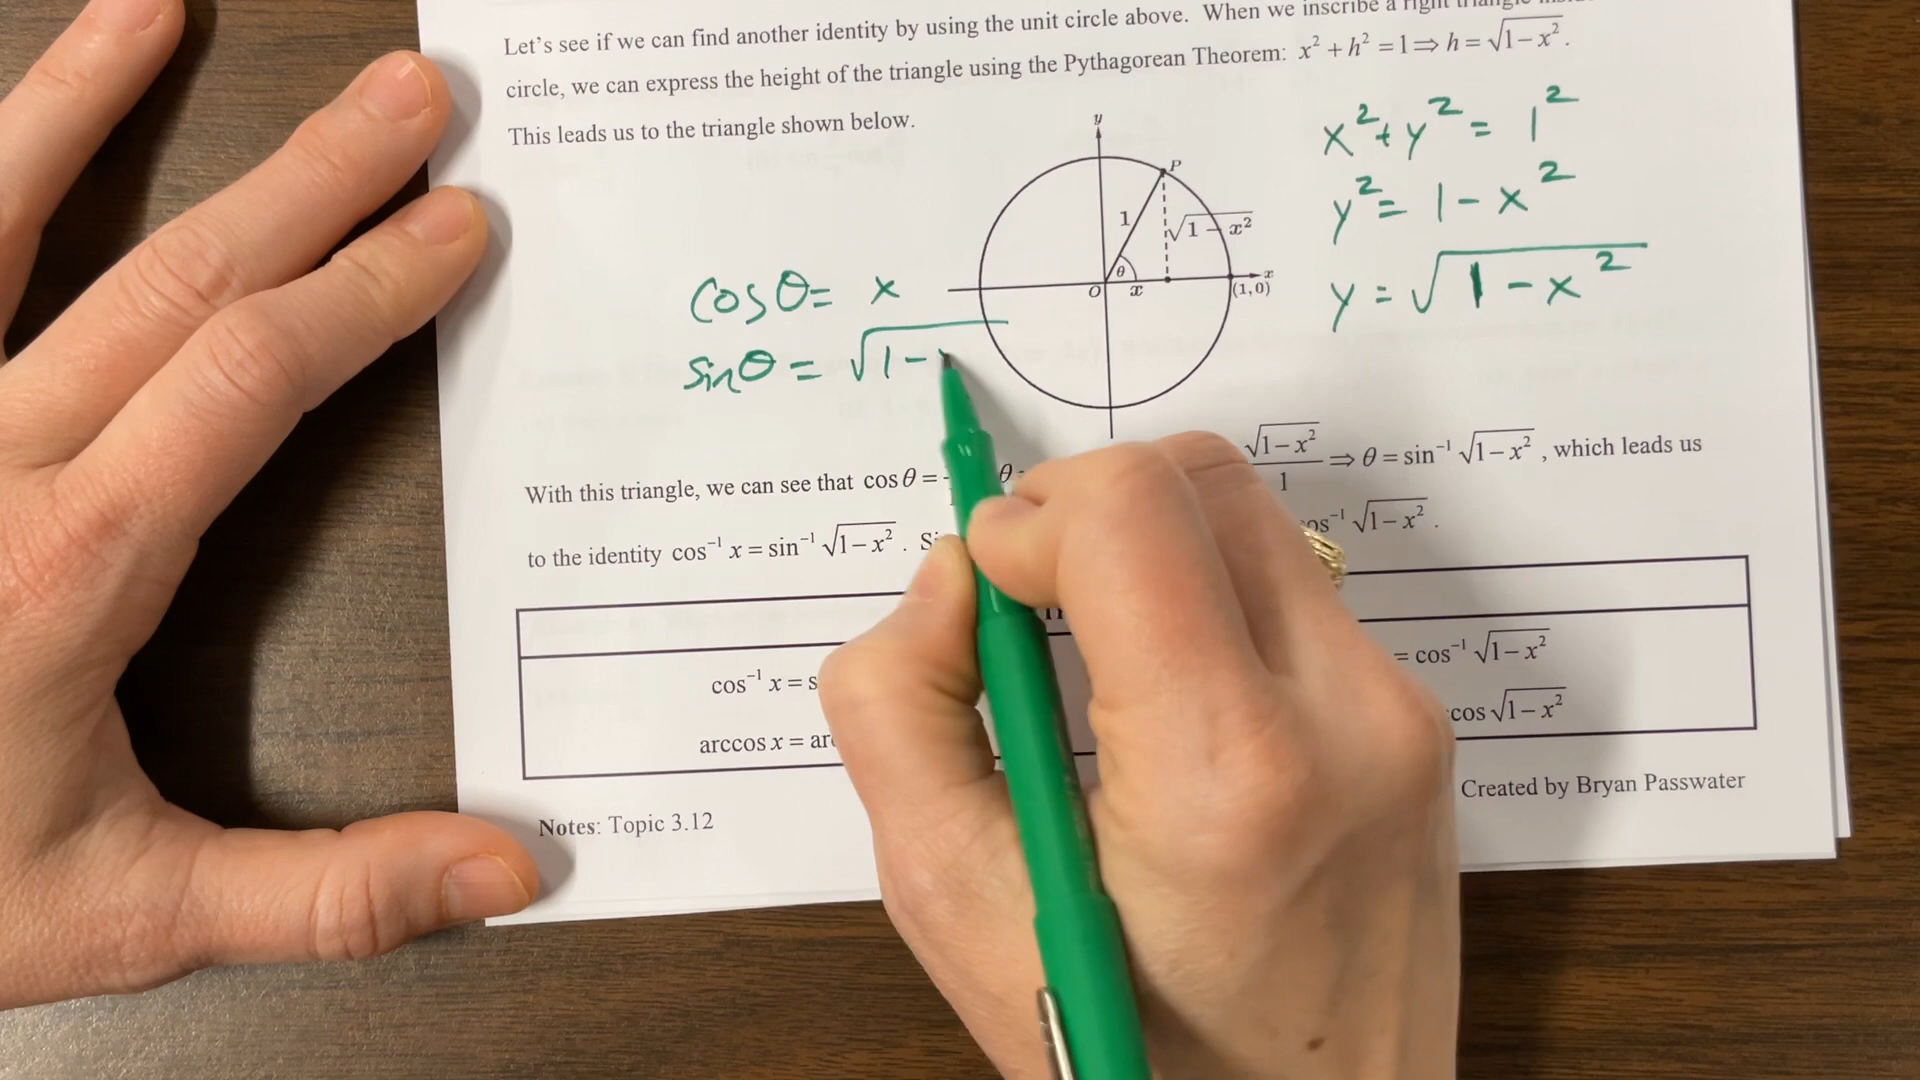 Let's see if we can find another identity by using the unit circle above. When we inscribe a right triangle
circle, we can express the height of the triangle using the Pythagorean Theorem: x² + h² = 1 ⇒ h = √(1−x²).
This leads us to the triangle shown below.
y
P
1
√(1 − x²)
θ
O
x
x
(1,0)
x² + y² = 1²
y² = 1 − x²
y = √(1 − x²)
cosθ = x
sinθ = √1 −
With this triangle, we can see that cos θ = θ √(1−x²)/1 ⇒ θ = sin⁻¹ √(1−x²), which leads us
to the identity cos⁻¹ x = sin⁻¹ √(1−x²). √(1−x²).
cos⁻¹ x = = cos⁻¹ √(1−x²)
arccos x = cos √(1−x²)
Notes: Topic 3.12
Created by Bryan Passwater